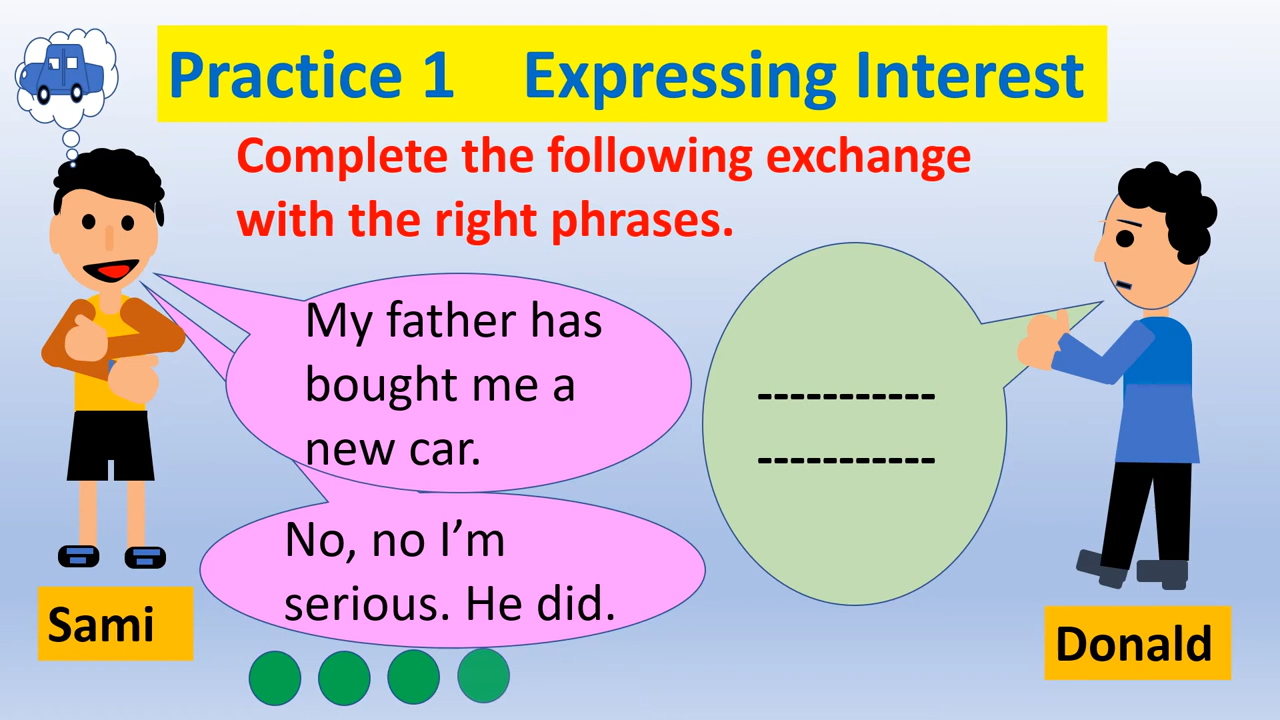 Practice 1 Expressing Interest
Complete the following exchange
with the right phrases.
My father has
bought me a
new car.
-----------
-----------
No, no I’m
serious. He did.
Sami
Donald